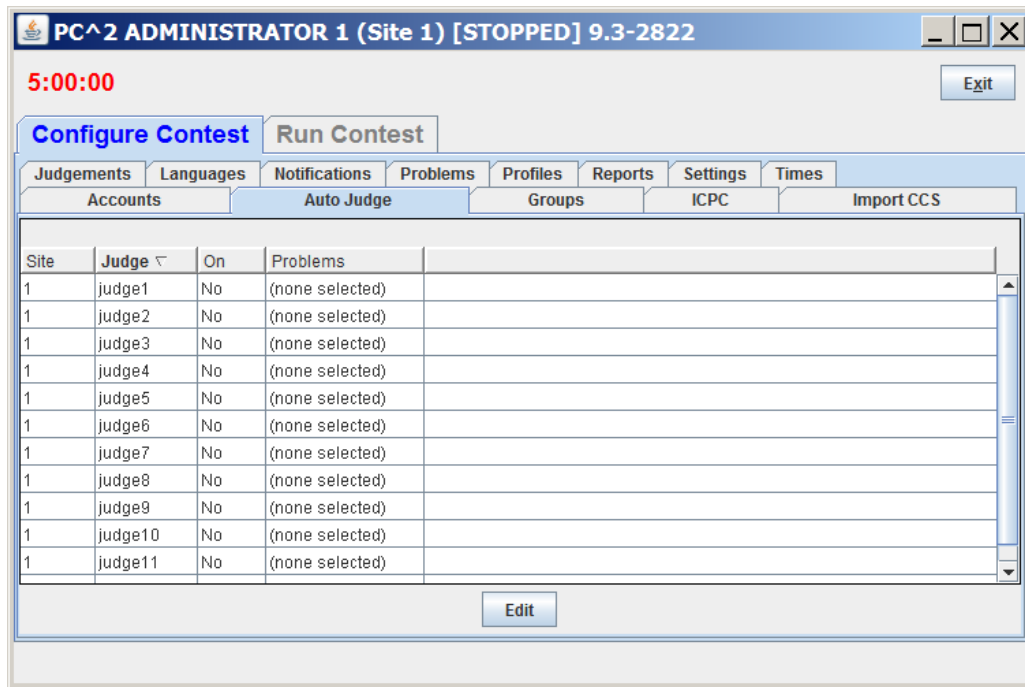 PC^2 ADMINISTRATOR 1 (Site 1) [STOPPED] 9.3-2822
5:00:00 Exit
Configure Contest Run Contest
Judgements Languages Notifications Problems Profiles Reports Settings Times
Accounts Auto Judge Groups ICPC Import CCS
Site Judge On Problems
1 judge1 No (none selected)
1 judge2 No (none selected)
1 judge3 No (none selected)
1 judge4 No (none selected)
1 judge5 No (none selected)
1 judge6 No (none selected)
1 judge7 No (none selected)
1 judge8 No (none selected)
1 judge9 No (none selected)
1 judge10 No (none selected)
1 judge11 No (none selected)
Edit